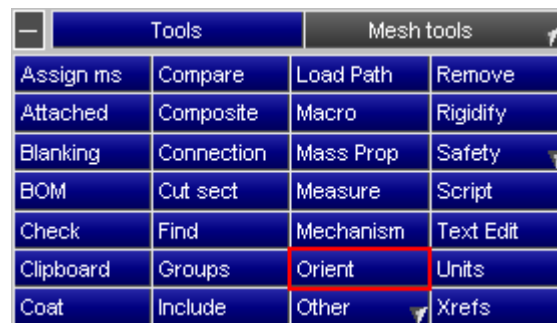 Tools Mesh tools
Assign ms Compare Load Path Remove
Attached Composite Macro Rigidify
Blanking Connection Mass Prop Safety
BOM Cut sect Measure Script
Check Find Mechanism Text Edit
Clipboard Groups Orient Units
Coat Include Other Xrefs